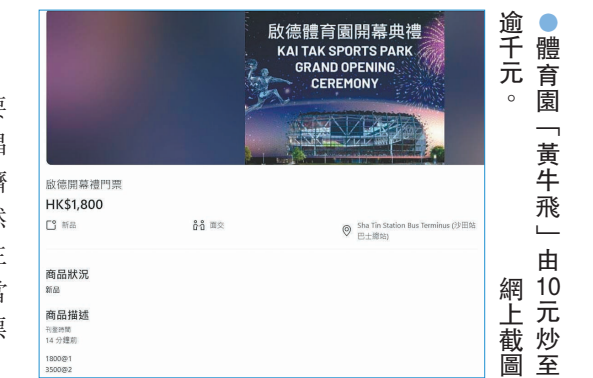 啟德體育園開幕典禮
KAI TAK SPORTS PARK
GRAND OPENING
CEREMONY
啟德開幕禮門票
HK$1,800
新品
面交
Sha Tin Station Bus Terminus (沙田站
巴士總站)
商品狀況
新品
商品描述
刊登時間
14 分鐘前
1800@1
3500@2
●體育園「黃牛飛」由10元炒至
逾千元。
網上截圖